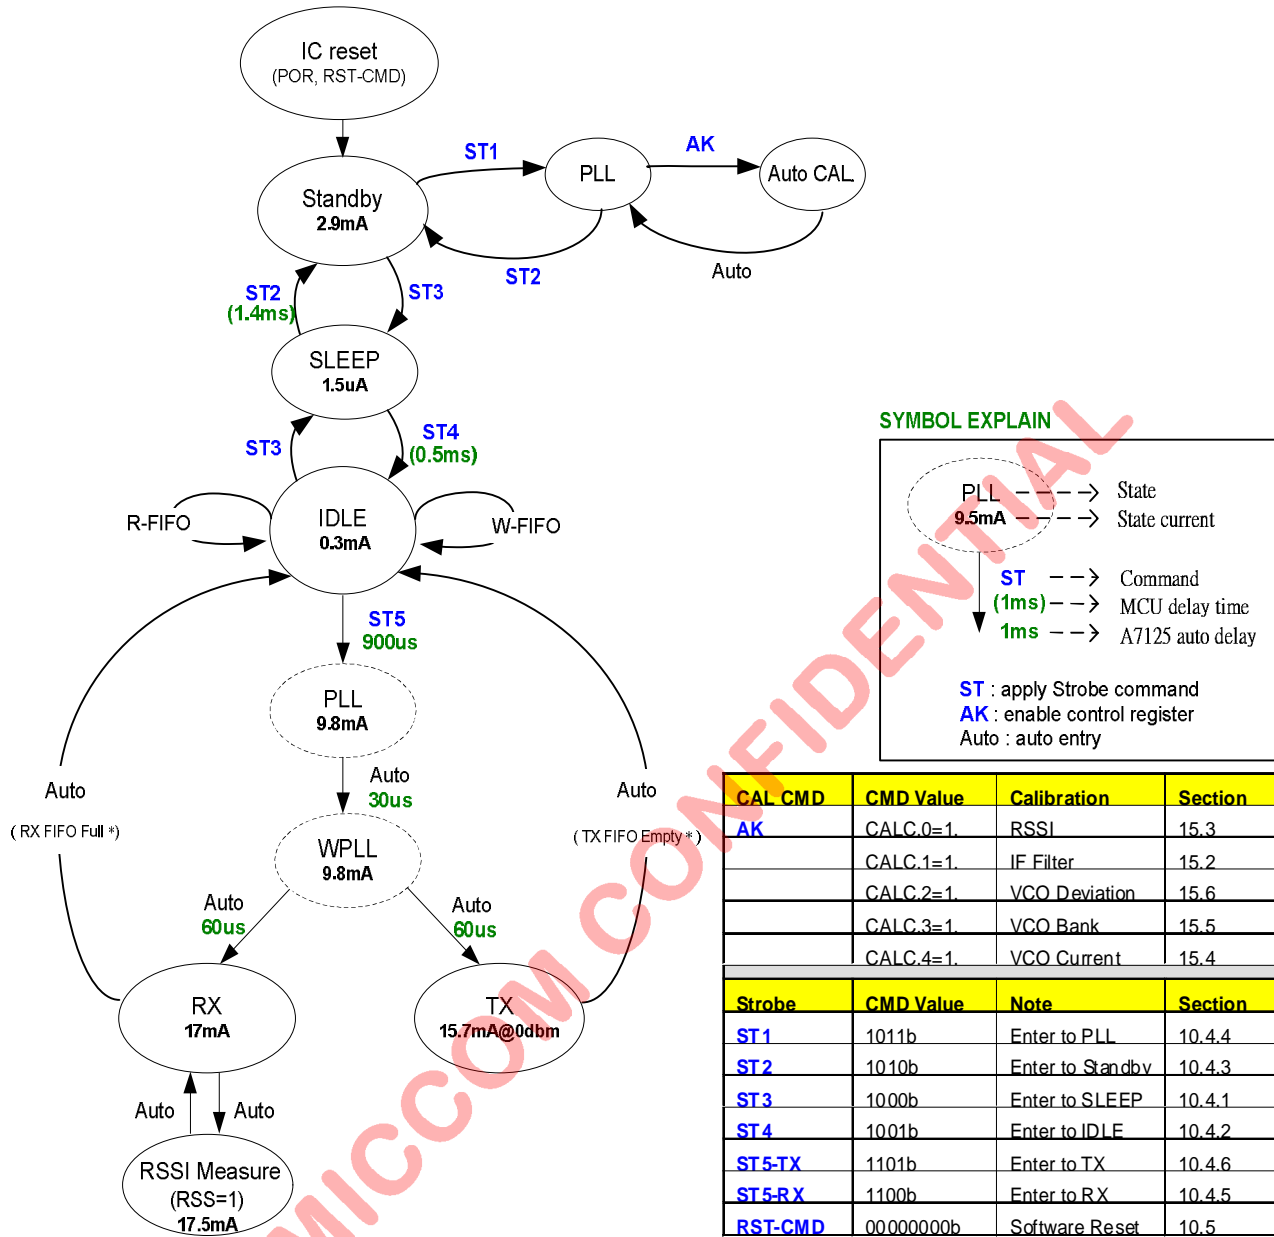 IC reset
(POR, RST-CMD)
ST1
AK
PLL
Auto CAL.
Standby
2.9mA
ST2
Auto
ST2
(1.4ms)
ST3
SLEEP
1.5uA
ST3
ST4
(0.5ms)
R-FIFO
IDLE
0.3mA
W-FIFO
ST5
900us
PLL
9.8mA
Auto
30us
Auto
( RX FIFO Full *)
Auto
( TX FIFO Empty * )
WPLL
9.8mA
Auto
60us
Auto
60us
RX
17mA
TX
15.7mA@0dbm
Auto
Auto
RSSI Measure
(RSS=1)
17.5mA
SYMBOL EXPLAIN
PLL
State
9.5mA
State current
ST
Command
(1ms)
MCU delay time
1ms
A7125 auto delay
ST : apply Strobe command
AK : enable control register
Auto : auto entry
CAL CMD CMD Value Calibration Section
AK CALC.0=1. RSSI 15.3
CALC.1=1. IF Filter 15.2
CALC.2=1. VCO Deviation 15.6
CALC.3=1. VCO Bank 15.5
CALC.4=1. VCO Current 15.4
Strobe CMD Value Note Section
ST1 1011b Enter to PLL 10.4.4
ST2 1010b Enter to Standby 10.4.3
ST3 1000b Enter to SLEEP 10.4.1
ST4 1001b Enter to IDLE 10.4.2
ST5-TX 1101b Enter to TX 10.4.6
ST5-RX 1100b Enter to RX 10.4.5
RST-CMD 00000000b Software Reset 10.5
MICCOM CONFIDENTIAL